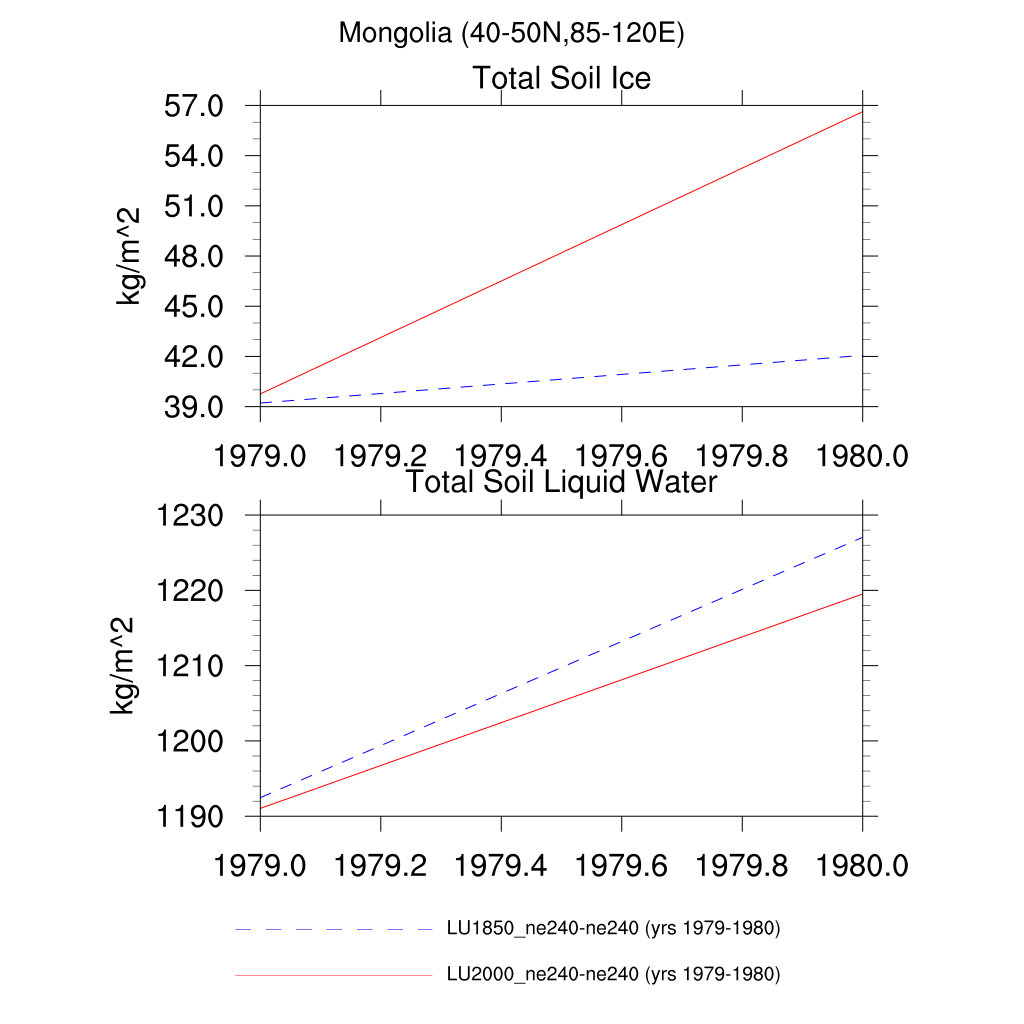 Mongolia (40-50N,85-120E)
Total Soil Ice
57.0
54.0
51.0
48.0
45.0
42.0
39.0
kg/m^2
1979.0 1979.2 1979.4 1979.6 1979.8 1980.0
Total Soil Liquid Water
1230
1220
1210
1200
1190
kg/m^2
1979.0 1979.2 1979.4 1979.6 1979.8 1980.0
LU1850_ne240-ne240 (yrs 1979-1980)
LU2000_ne240-ne240 (yrs 1979-1980)